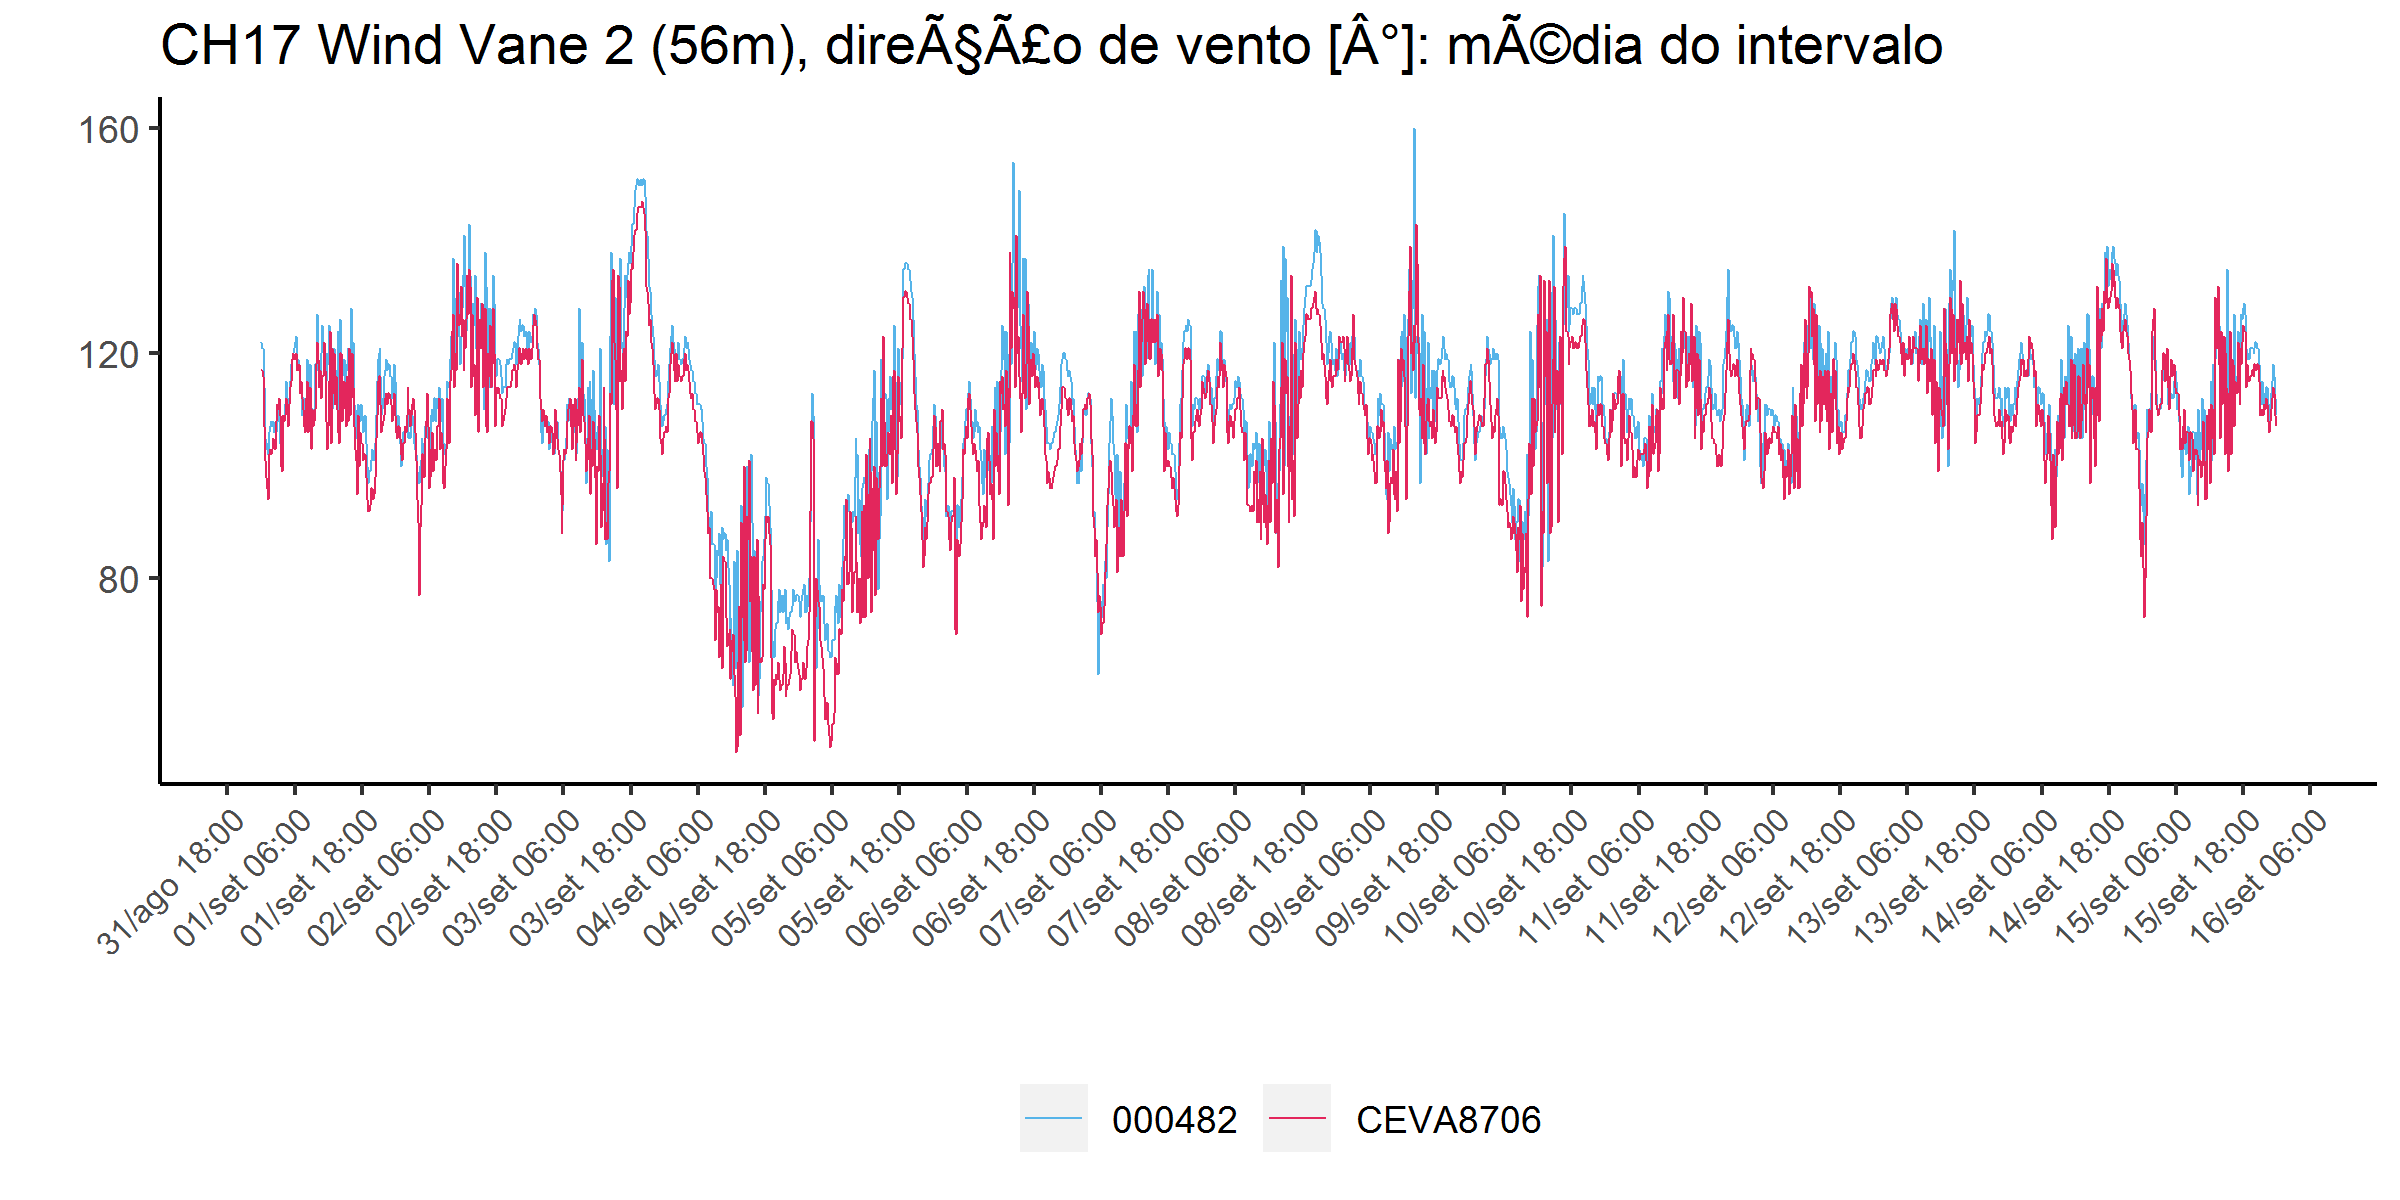 CH17 Wind Vane 2 (56m), direÃ§Ã£o de vento [Â°]: mÃ©dia do intervalo
160
120
80
31/ago 18:00
01/set 06:00
01/set 18:00
02/set 06:00
02/set 18:00
03/set 06:00
03/set 18:00
04/set 06:00
04/set 18:00
05/set 06:00
05/set 18:00
06/set 06:00
06/set 18:00
07/set 06:00
07/set 18:00
08/set 06:00
08/set 18:00
09/set 06:00
09/set 18:00
10/set 06:00
10/set 18:00
11/set 06:00
11/set 18:00
12/set 06:00
12/set 18:00
13/set 06:00
13/set 18:00
14/set 06:00
14/set 18:00
15/set 06:00
15/set 18:00
16/set 06:00
000482
CEVA8706